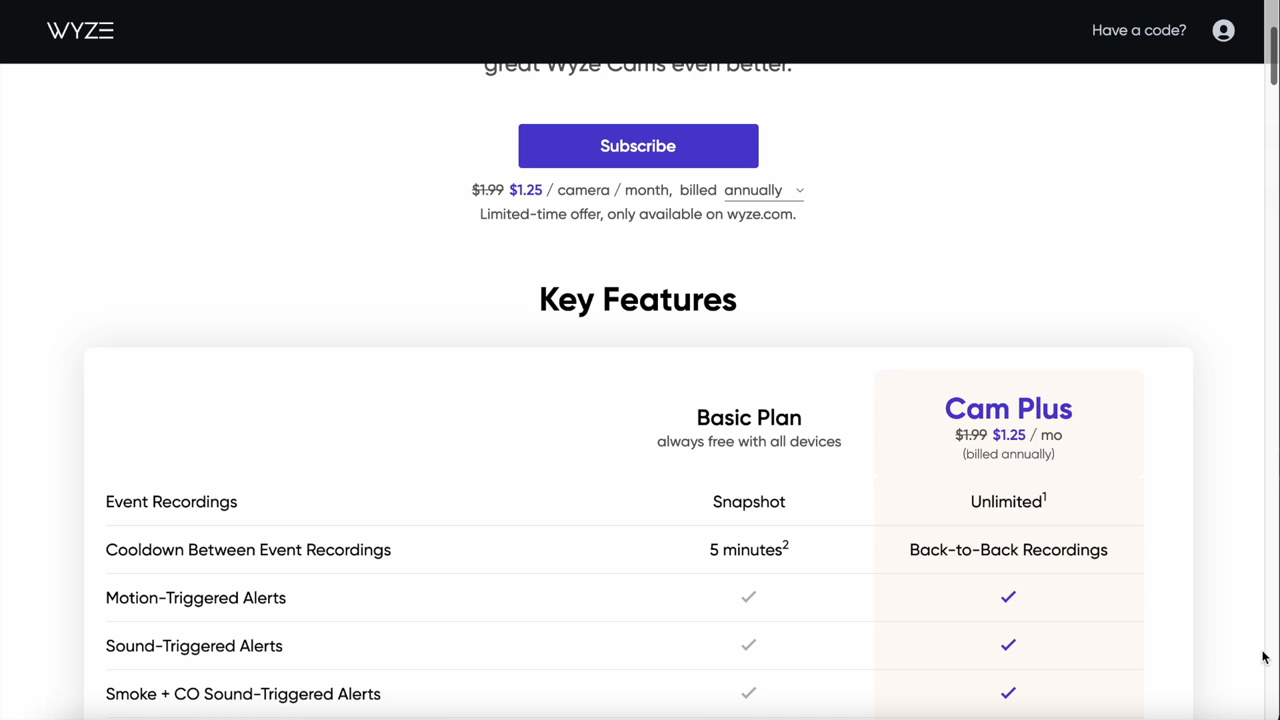 WYZE
Have a code?
great Wyze Cams even better.
Subscribe
$1.99 $1.25 / camera / month, billed annually
Limited-time offer, only available on wyze.com.
Key Features
Basic Plan
always free with all devices
Cam Plus
$1.99 $1.25 / mo
(billed annually)
Event Recordings Snapshot Unlimited1
Cooldown Between Event Recordings 5 minutes2 Back-to-Back Recordings
Motion-Triggered Alerts
Sound-Triggered Alerts
Smoke + CO Sound-Triggered Alerts